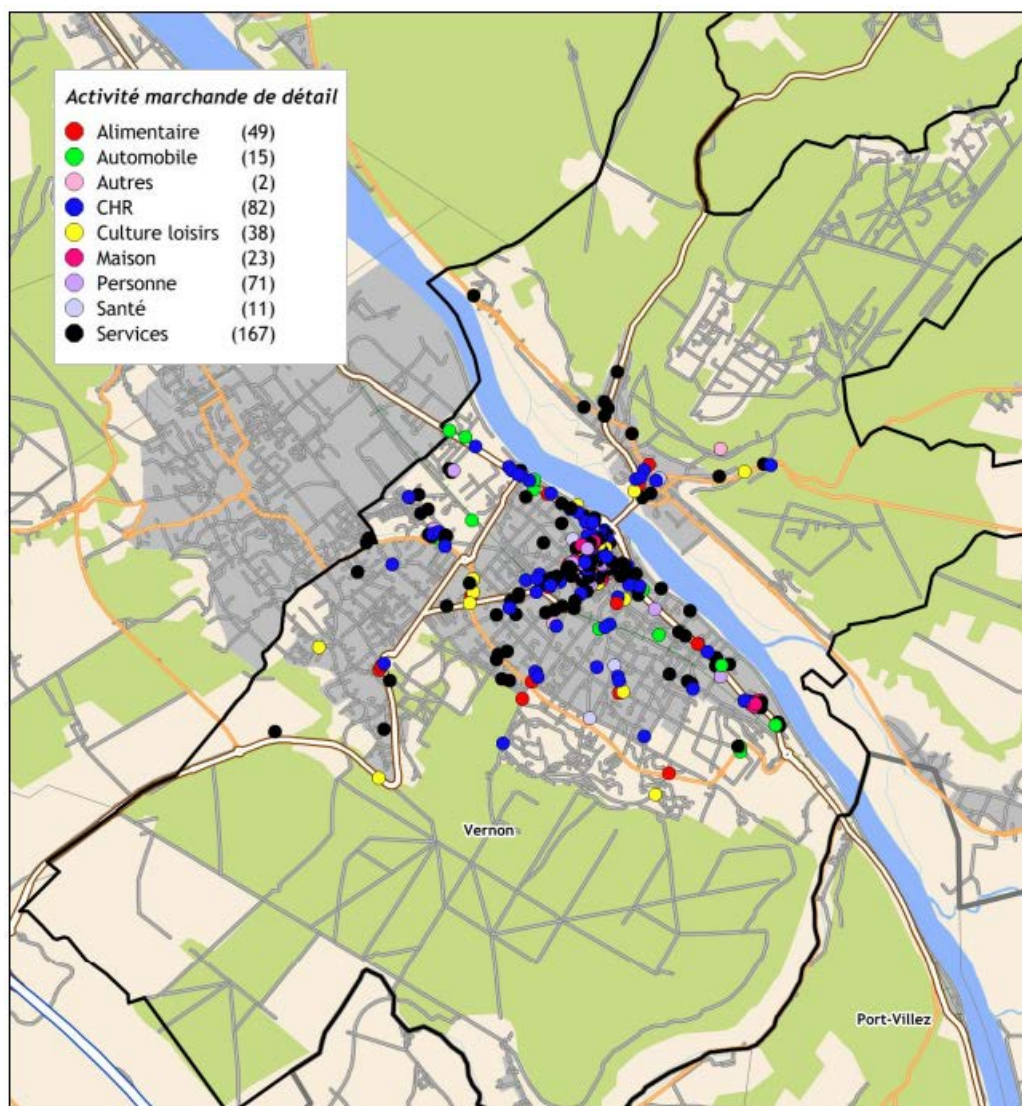 Activité marchande de détail
Alimentaire (49)
Automobile (15)
Autres (2)
CHR (82)
Culture loisirs (38)
Maison (23)
Personne (71)
Santé (11)
Services (167)
Vernon
Port-Villez